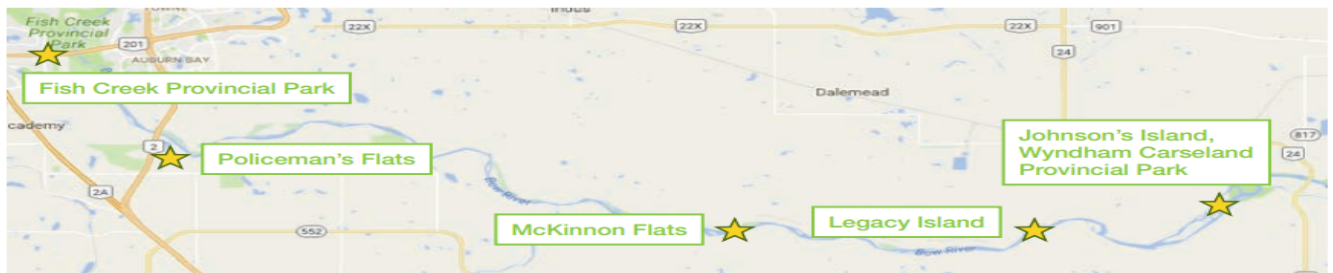 Indus
Fish Creek
Provincial
Park
22X
22X
22X
901
201
24
AUBURN BAY
Fish Creek Provincial Park
Dalemead
cademy
Johnson's Island,
Wyndham Carseland
Provincial Park
817
2
Policeman's Flats
24
2A
Bow River
McKinnon Flats
Legacy Island
552
Bow River